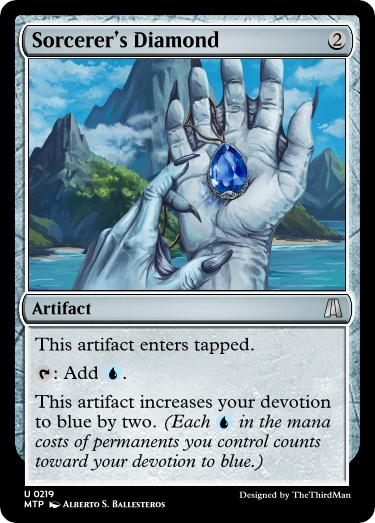 Sorcerer's Diamond 2
Artifact
This artifact enters tapped.
: Add .
This artifact increases your devotion
to blue by two. (Each in the mana
costs of permanents you control counts
toward your devotion to blue.)
U 0219
MTP Alberto S. Ballesteros
Designed by TheThirdMan